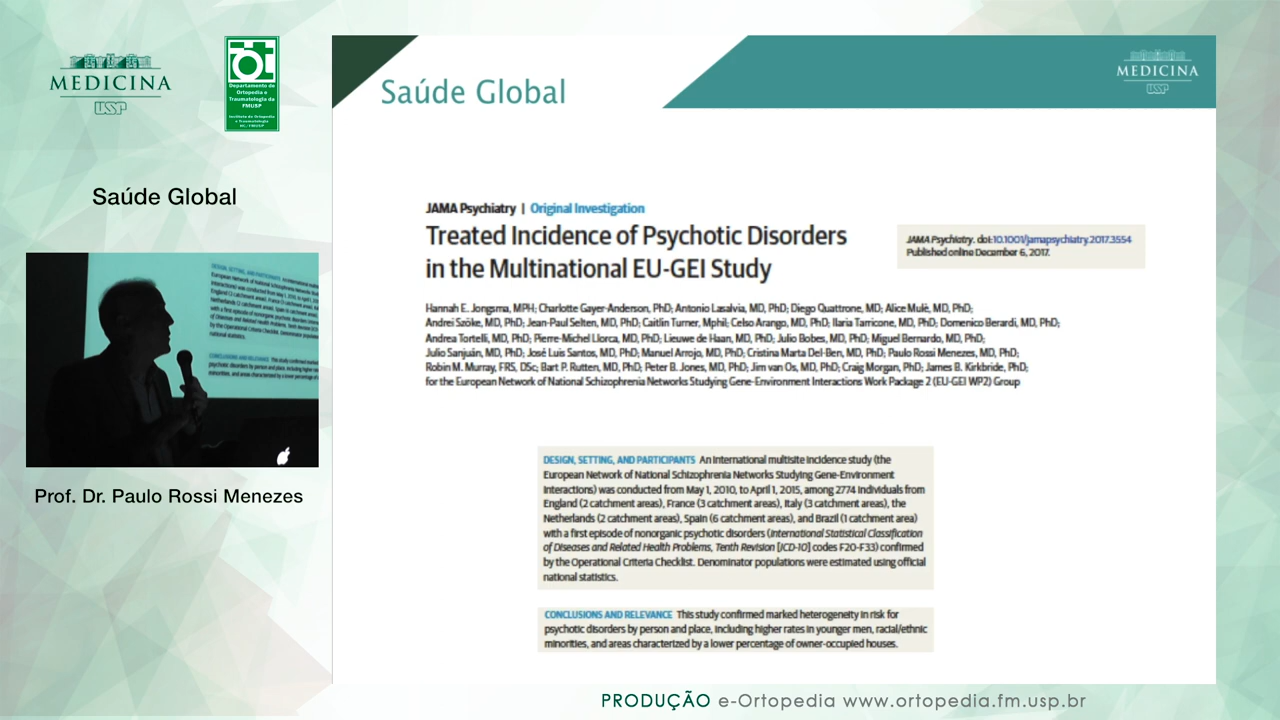 MEDICINA
USP
Departamento de
Ortopedia e
Traumatologia da
FMUSP
Instituto de Ortopedia
e Traumatologia
HC/FMUSP
Saúde Global
Prof. Dr. Paulo Rossi Menezes
Saúde Global
MEDICINA
USP
JAMA Psychiatry | Original Investigation
Treated Incidence of Psychotic Disorders
in the Multinational EU-GEI Study
JAMA Psychiatry. doi:10.1001/jamapsychiatry.2017.3554
Published online December 6, 2017.
Hannah E. Jongsma, MPH; Charlotte Gayer-Anderson, PhD; Antonio Lasalvia, MD, PhD; Diego Quattrone, MD; Alice Mulè, MD, PhD;
Andrei Szöke, MD, PhD; Jean-Paul Selten, MD, PhD; Caitlin Turner, Mphil; Celso Arango, MD, PhD; Ilaria Tarricone, MD, PhD; Domenico Berardi, MD, PhD;
Andrea Tortelli, MD, PhD; Pierre-Michel Llorca, MD, PhD; Lieuwe de Haan, MD, PhD; Julio Bobes, MD, PhD; Miguel Bernardo, MD, PhD;
Julio Sanjuán, MD, PhD; José Luis Santos, MD, PhD; Manuel Arrojo, MD, PhD; Cristina Marta Del-Ben, MD, PhD; Paulo Rossi Menezes, MD, PhD;
Robin M. Murray, FRS, DSc; Bart P. Rutten, MD, PhD; Peter B. Jones, MD, PhD; Jim van Os, MD, PhD; Craig Morgan, PhD; James B. Kirkbride, PhD;
for the European Network of National Schizophrenia Networks Studying Gene-Environment Interactions Work Package 2 (EU-GEI WP2) Group
DESIGN, SETTING, AND PARTICIPANTS An international multisite incidence study (the
European Network of National Schizophrenia Networks Studying Gene-Environment
Interactions) was conducted from May 1, 2010, to April 1, 2015, among 2774 individuals from
England (2 catchment areas), France (3 catchment areas), Italy (3 catchment areas), the
Netherlands (2 catchment areas), Spain (6 catchment areas), and Brazil (1 catchment area)
with a first episode of nonorganic psychotic disorders (International Statistical Classification
of Diseases and Related Health Problems, Tenth Revision [ICD-10] codes F20-F33) confirmed
by the Operational Criteria Checklist. Denominator populations were estimated using official
national statistics.
CONCLUSIONS AND RELEVANCE This study confirmed marked heterogeneity in risk for
psychotic disorders by person and place, including higher rates in younger men, racial/ethnic
minorities, and areas characterized by a lower percentage of owner-occupied houses.
PRODUÇÃO e-Ortopedia www.ortopedia.fm.usp.br